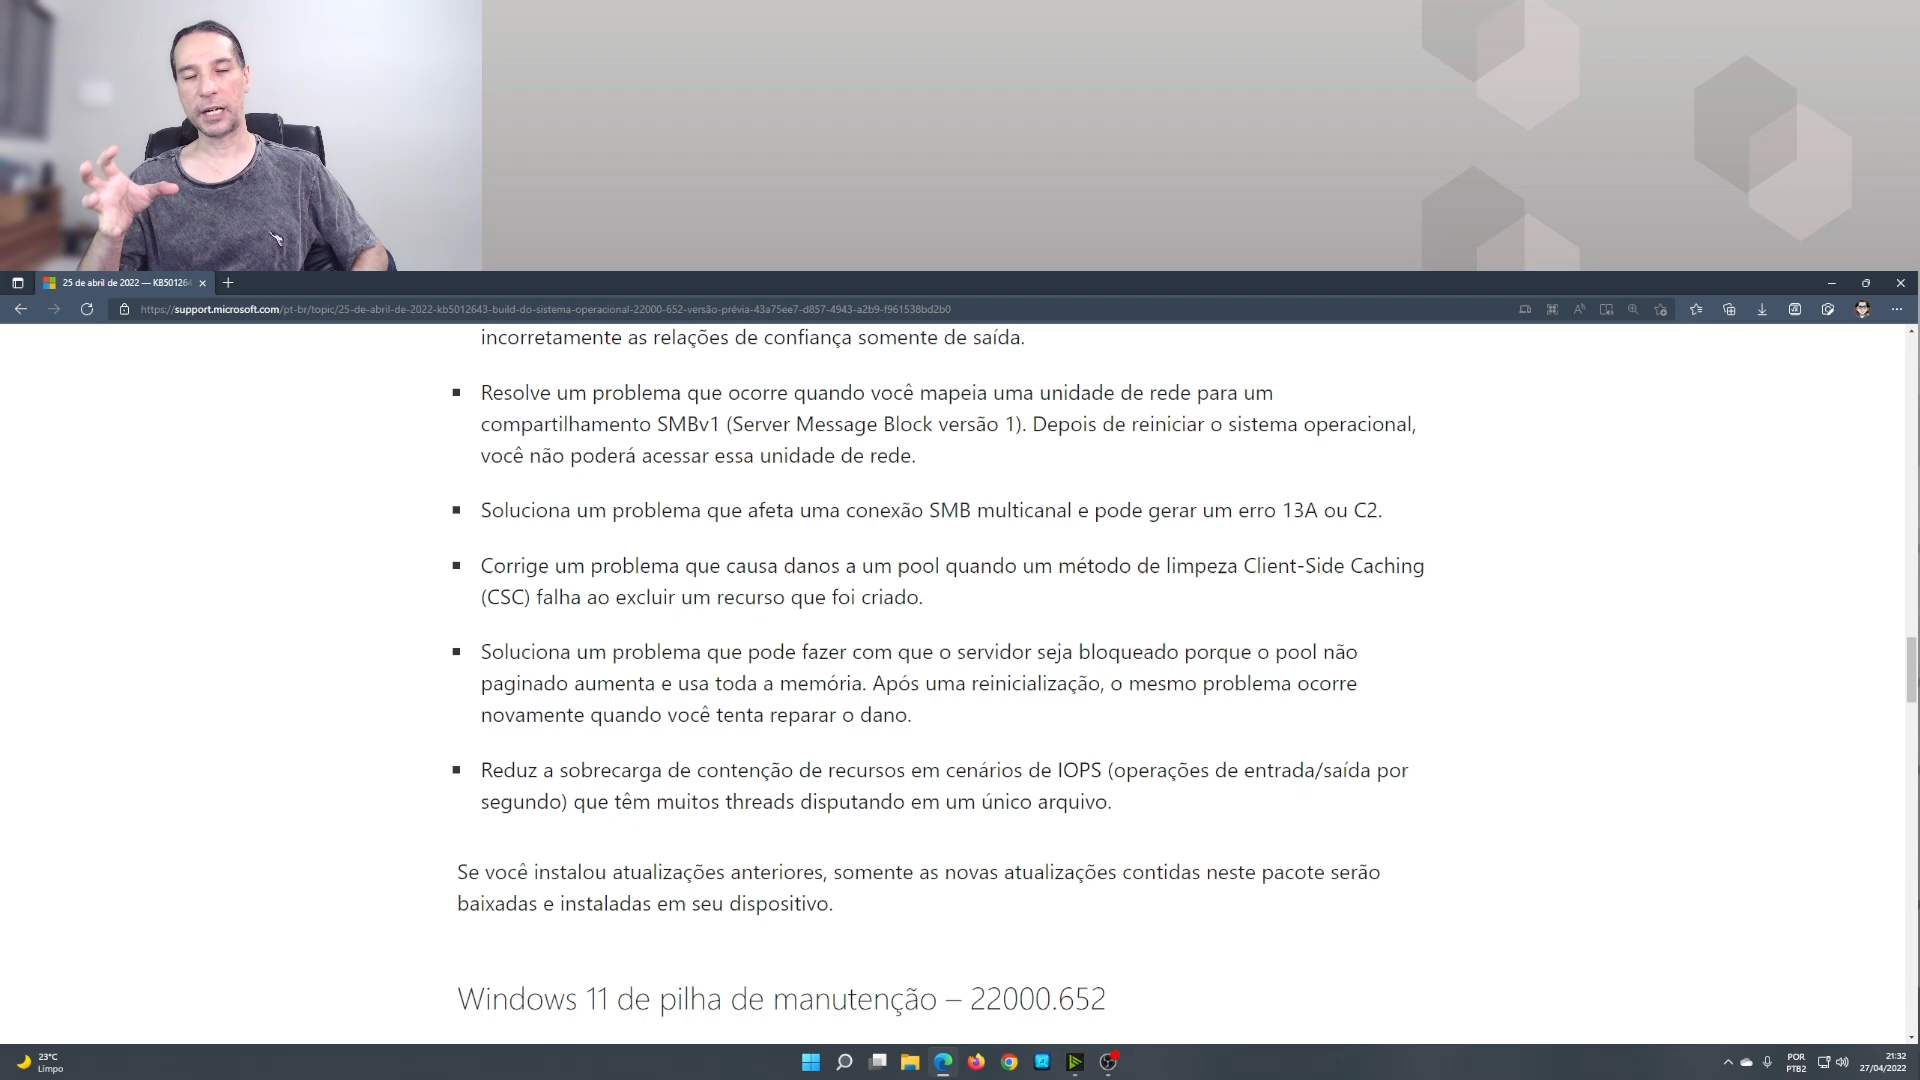 25 de abril de 2022 — KB501264
https://support.microsoft.com/pt-br/topic/25-de-abril-de-2022-kb5012643-build-do-sistema-operacional-22000-652-versão-prévia-43a75ee7-d857-4943-a2b9-f961538bd2b0
incorretamente as relações de confiança somente de saída.
Resolve um problema que ocorre quando você mapeia uma unidade de rede para um
compartilhamento SMBv1 (Server Message Block versão 1). Depois de reiniciar o sistema operacional,
você não poderá acessar essa unidade de rede.
Soluciona um problema que afeta uma conexão SMB multicanal e pode gerar um erro 13A ou C2.
Corrige um problema que causa danos a um pool quando um método de limpeza Client-Side Caching
(CSC) falha ao excluir um recurso que foi criado.
Soluciona um problema que pode fazer com que o servidor seja bloqueado porque o pool não
paginado aumenta e usa toda a memória. Após uma reinicialização, o mesmo problema ocorre
novamente quando você tenta reparar o dano.
Reduz a sobrecarga de contenção de recursos em cenários de IOPS (operações de entrada/saída por
segundo) que têm muitos threads disputando em um único arquivo.
Se você instalou atualizações anteriores, somente as novas atualizações contidas neste pacote serão
baixadas e instaladas em seu dispositivo.
Windows 11 de pilha de manutenção – 22000.652
23°C
Limpo
POR
PTB2
21:32
27/04/2022